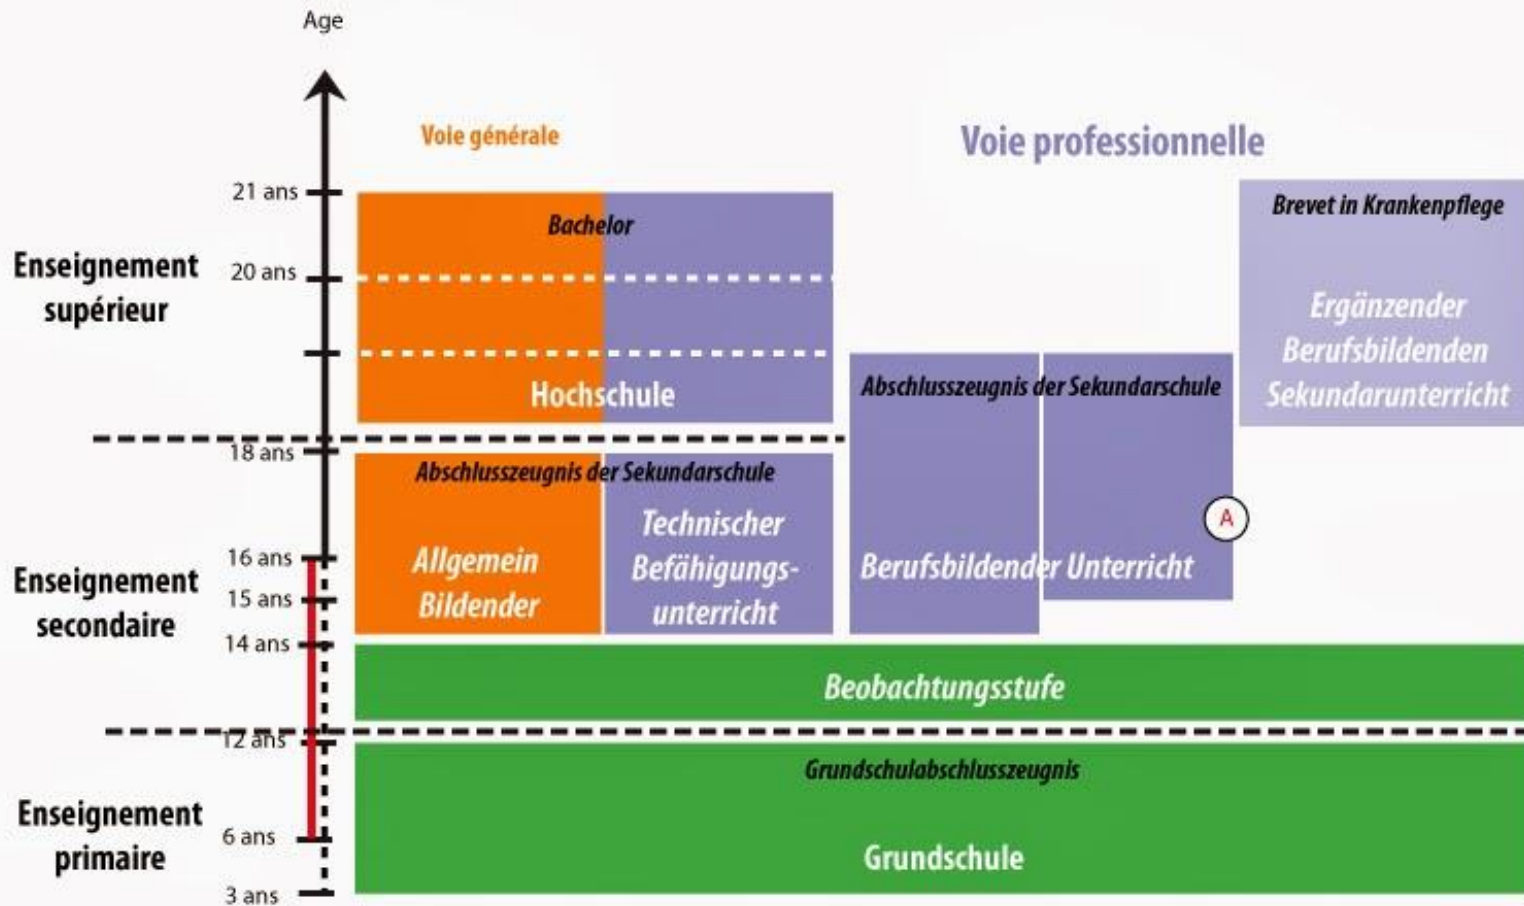 Age
Voie générale
Voie professionnelle
21 ans
20 ans
18 ans
16 ans
15 ans
14 ans
12 ans
6 ans
3 ans
Enseignement
supérieur
Enseignement
secondaire
Enseignement
primaire
Bachelor
Hochschule
Abschlusszeugnis der Sekundarschule
Allgemein
Bildender
Technischer
Befähigungs-
unterricht
Abschlusszeugnis der Sekundarschule
Berufsbildender Unterricht
A
Brevet in Krankenpflege
Ergänzender
Berufsbildenden
Sekundarunterricht
Beobachtungsstufe
Grundschulabschlusszeugnis
Grundschule